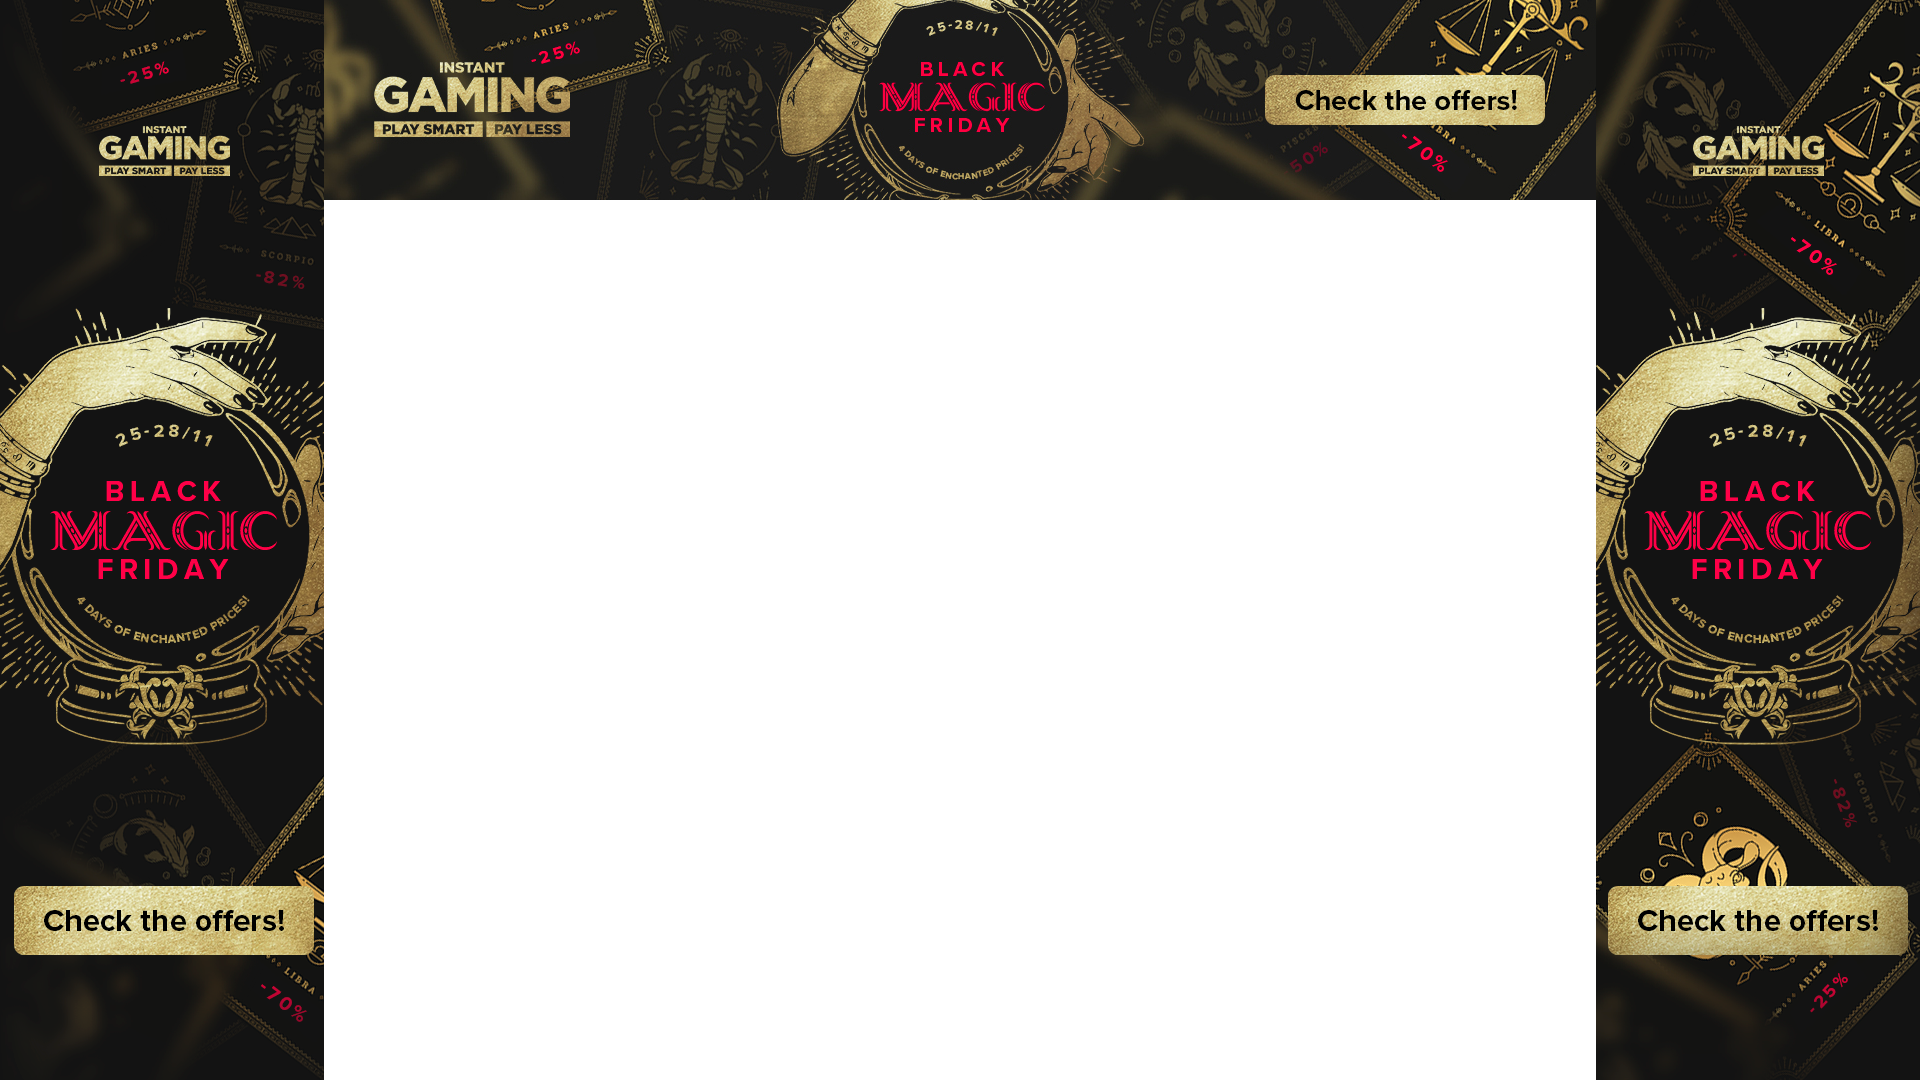 ARIES
-25%
INSTANT
GAMING
PLAY SMART PAY LESS
SCORPIO
-82%
25-28/11
BLACK
MAGIC
FRIDAY
4 DAYS OF ENCHANTED PRICES!
Check the offers!
LIBRA
-70%
ARIES
-25%
INSTANT
GAMING
PLAY SMART PAY LESS
25-28/11
BLACK
MAGIC
FRIDAY
4 DAYS OF ENCHANTED PRICES!
PISCES
50%
Check the offers!
LIBRA
-70%
INSTANT
GAMING
PLAY SMART PAY LESS
LIBRA
-70%
25-28/11
BLACK
MAGIC
FRIDAY
4 DAYS OF ENCHANTED PRICES!
SCORPIO
-82%
Check the offers!
ARIES
-25%